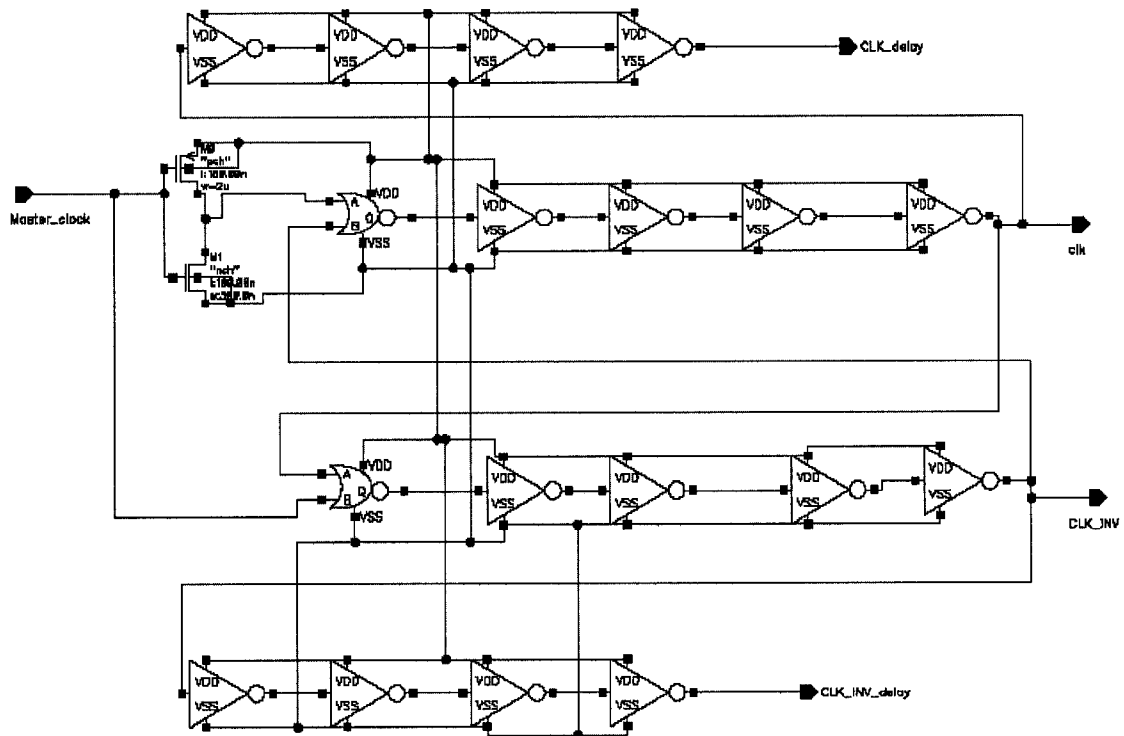 VDD VDD VDD VDD
CLK_delay
VSS VSS VSS VSS
M0
"pch"
Master_clock
A VDD
Q
B VSS
VDD VDD VDD VDD
VSS VSS VSS VSS
clk
M1
"nch"
A VDD
Q
B VSS
VDD VDD VDD VDD
VSS VSS VSS VSS
CLK_INV
VDD VDD VDD VDD
CLK_INV_delay
VSS VSS VSS VSS